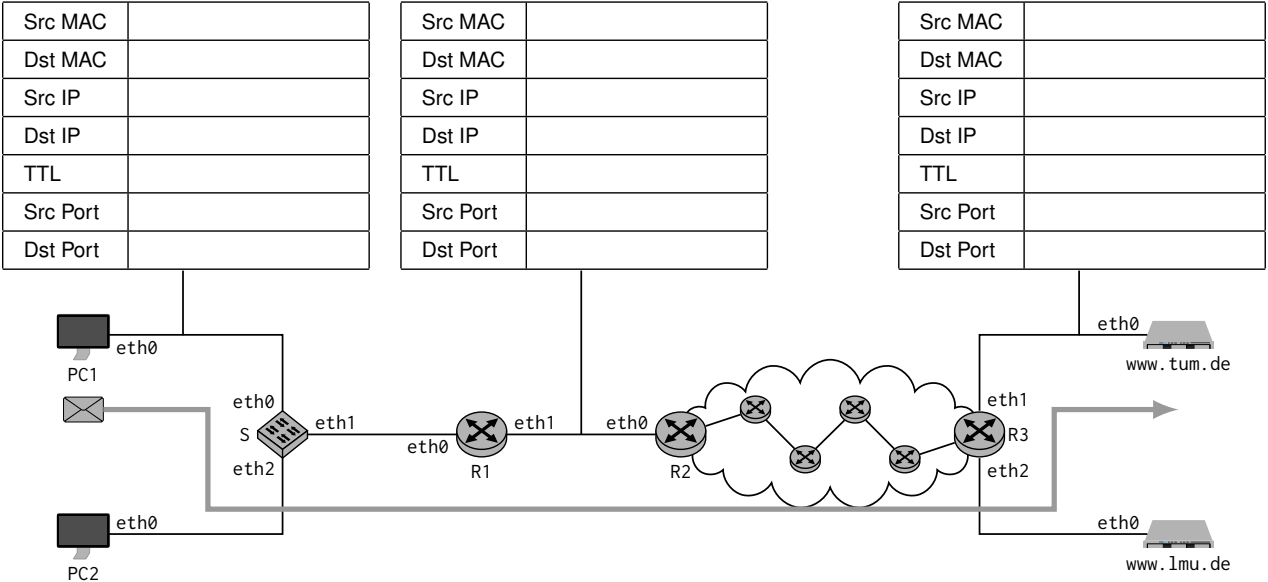 Src MAC
Dst MAC
Src IP
Dst IP
TTL
Src Port
Dst Port
Src MAC
Dst MAC
Src IP
Dst IP
TTL
Src Port
Dst Port
Src MAC
Dst MAC
Src IP
Dst IP
TTL
Src Port
Dst Port
eth0
PC1
eth0
S
eth1
eth2
eth0
R1
eth1
eth0
R2
eth0
www.tum.de
eth1
R3
eth2
eth0
PC2
eth0
www.lmu.de